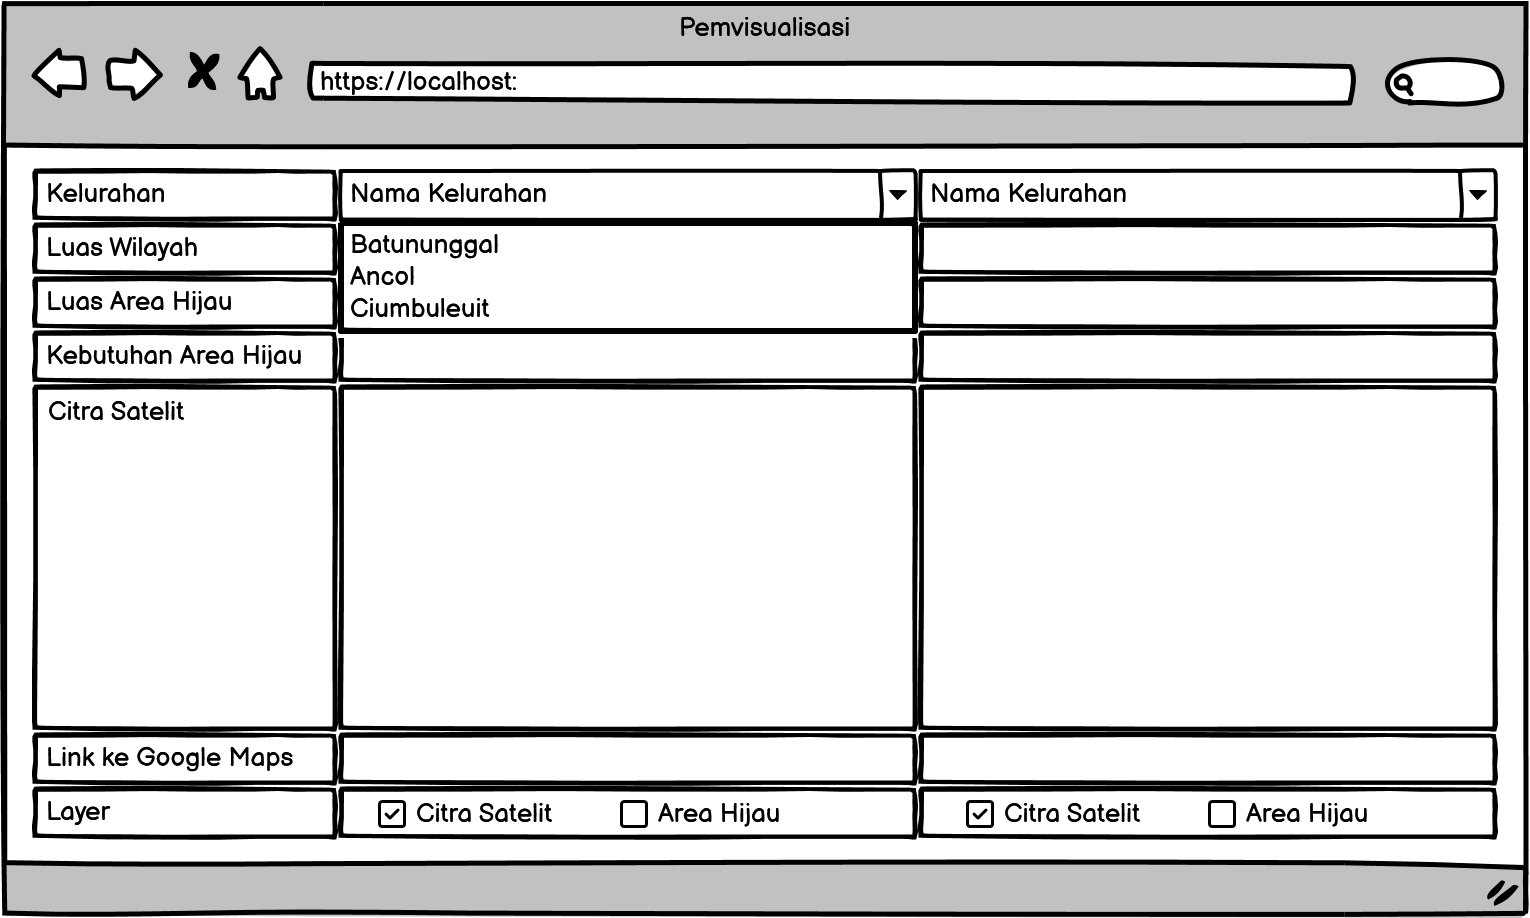 Pemvisualisasi
https://localhost:
Kelurahan
Nama Kelurahan
Nama Kelurahan
Luas Wilayah
Batununggal
Ancol
Ciumbuleuit
Luas Area Hijau
Kebutuhan Area Hijau
Citra Satelit
Link ke Google Maps
Layer
Citra Satelit
Area Hijau
Citra Satelit
Area Hijau